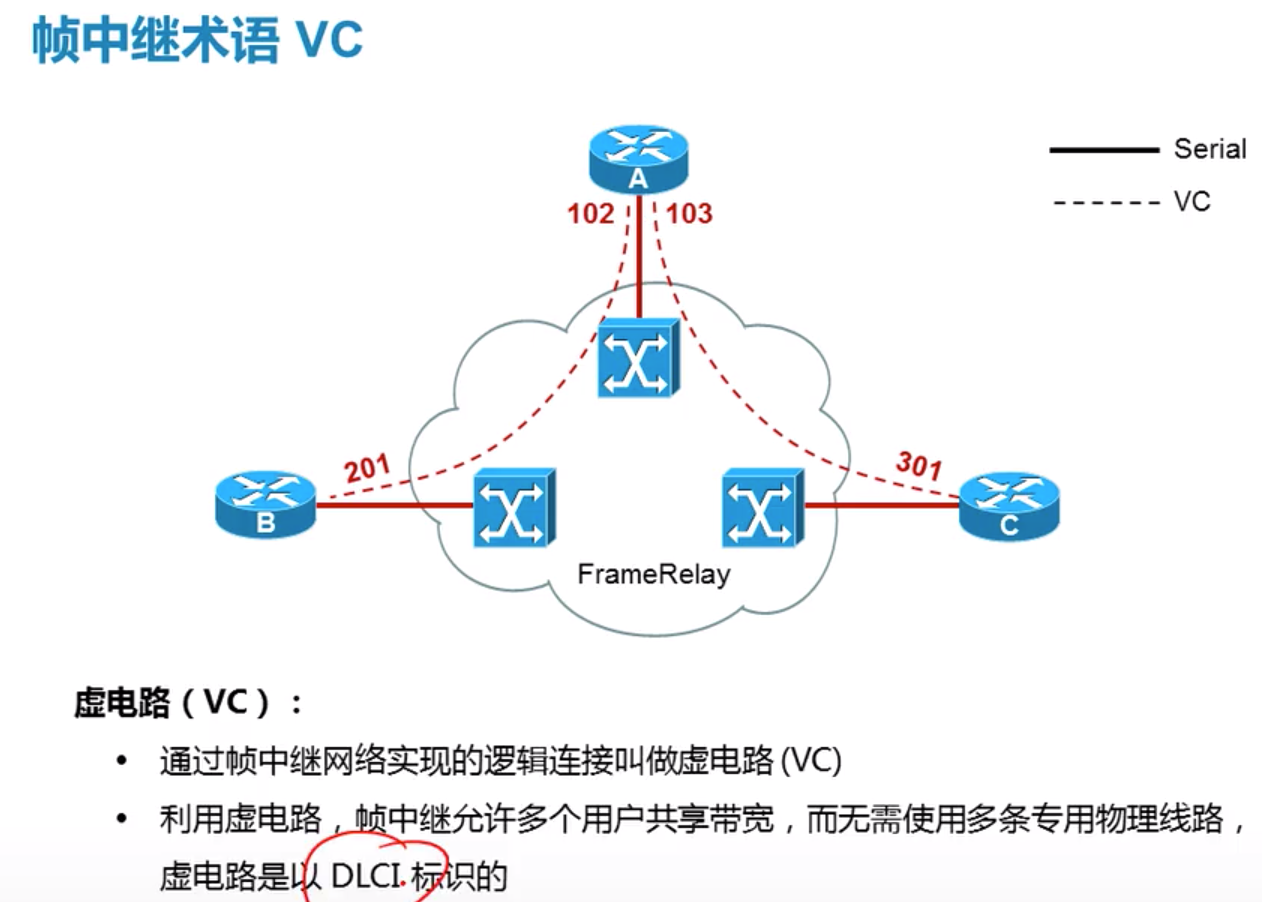 帧中继术语 VC
Serial
VC
A
102
103
201
301
B
C
FrameRelay
虚电路（VC）：
• 通过帧中继网络实现的逻辑连接叫做虚电路(VC)
• 利用虚电路，帧中继允许多个用户共享带宽，而无需使用多条专用物理线路，
虚电路是以 DLCI 标识的